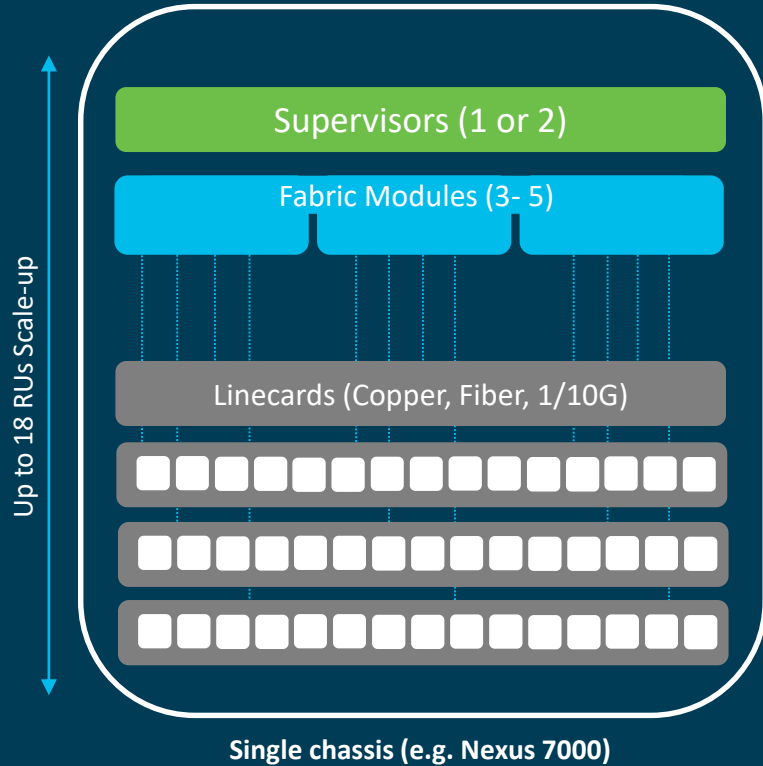 Supervisors (1 or 2)
Fabric Modules (3- 5)
Up to 18 RUs Scale-up
Linecards (Copper, Fiber, 1/10G)
Single chassis (e.g. Nexus 7000)